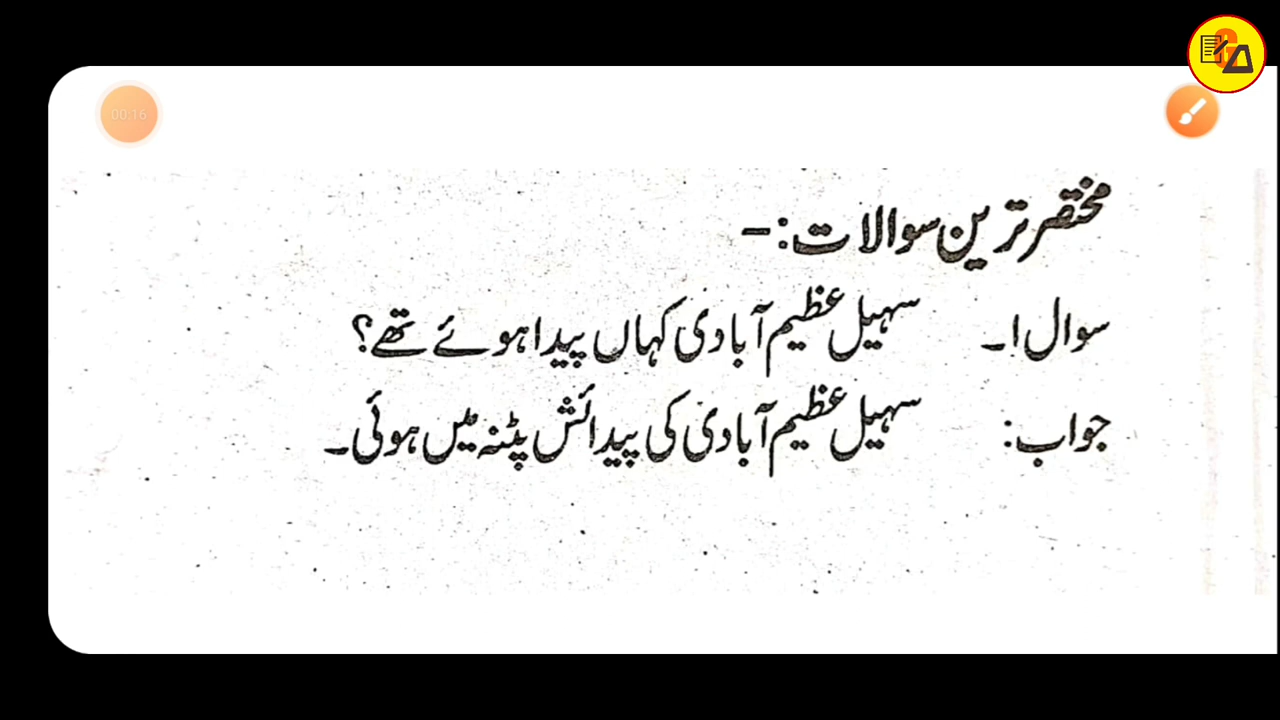 00:16
مختصر ترین سوالات:-
سوال ۱۔ سہیل عظیم آبادی کہاں پیدا ہوئے تھے؟
جواب: سہیل عظیم آبادی کی پیدائش پٹنہ میں ہوئی۔